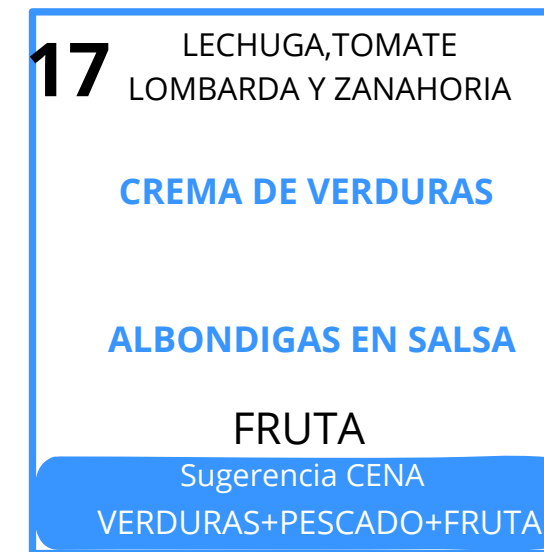 17
LECHUGA,TOMATE
LOMBARDA Y ZANAHORIA
CREMA DE VERDURAS
ALBONDIGAS EN SALSA
FRUTA
Sugerencia CENA
VERDURAS+PESCADO+FRUTA